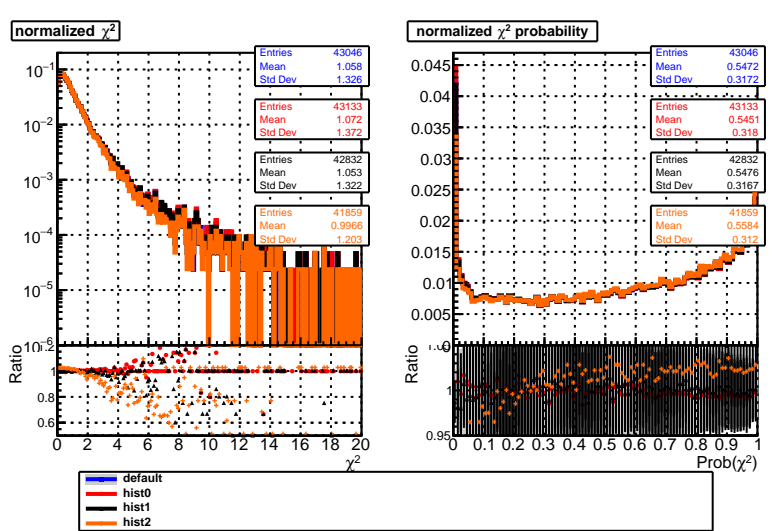 normalized χ²
Entries 43046
Mean 1.058
Std Dev 1.326
Entries 43133
Mean 1.072
Std Dev 1.372
Entries 42832
Mean 1.053
Std Dev 1.322
Entries 41859
Mean 0.9966
Std Dev 1.203
10⁻¹
10⁻²
10⁻³
10⁻⁴
10⁻⁵
Ratio
1
0.8
0.6
0 2 4 6 8 10 12 14 16 18 20
χ²
normalized χ² probability
Entries 43046
Mean 0.5472
Std Dev 0.3172
Entries 43133
Mean 0.5451
Std Dev 0.318
Entries 42832
Mean 0.5476
Std Dev 0.3167
Entries 41859
Mean 0.5584
Std Dev 0.312
0.045
0.04
0.035
0.03
0.025
0.02
0.015
0.01
0.005
Ratio
1
0.95
0 0.1 0.2 0.3 0.4 0.5 0.6 0.7 0.8 0.9 1
Prob(χ²)
default
hist0
hist1
hist2